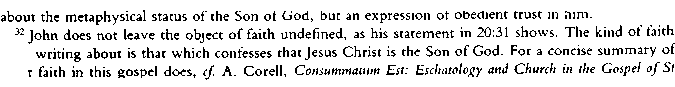 about the metaphysical status of the Son of God, but an expression of obedient trust in him.
32 John does not leave the object of faith undefined, as his statement in 20:31 shows. The kind of faith
writing about is that which confesses that Jesus Christ is the Son of God. For a concise summary of
faith in this gospel does, cf. A. Corell, Consummatum Est: Eschatology and Church in the Gospel of St